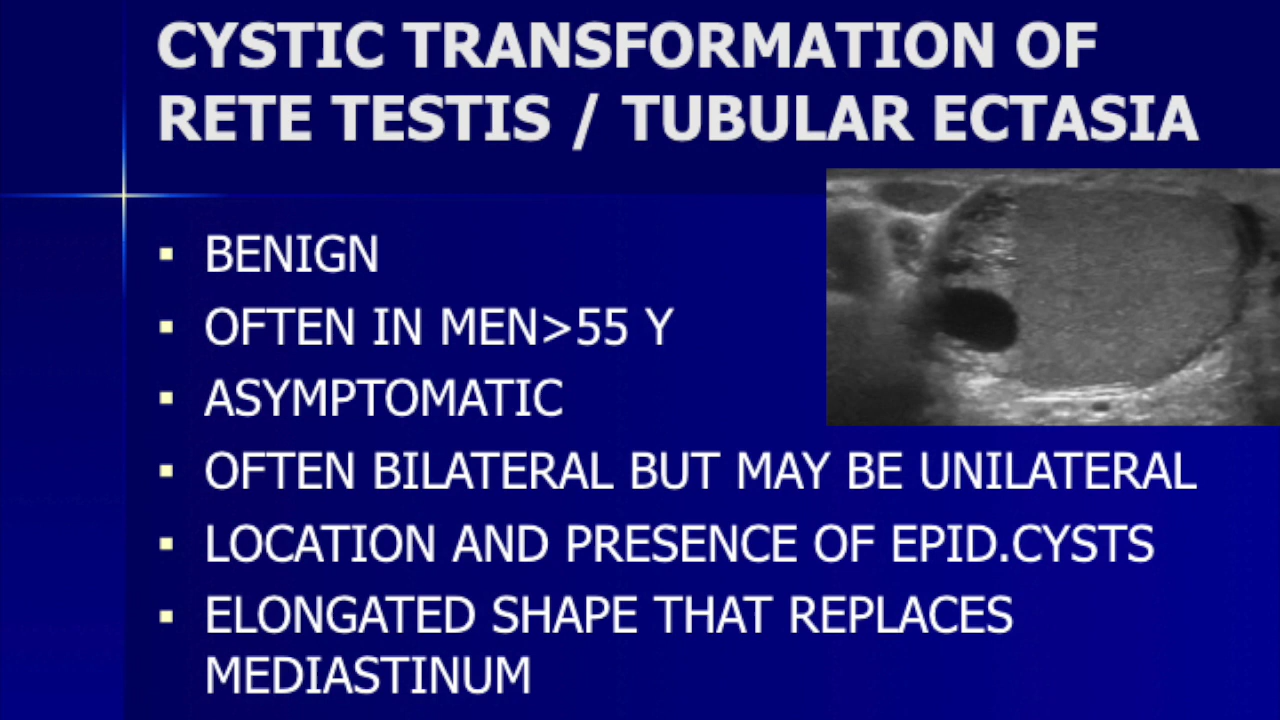 CYSTIC TRANSFORMATION OF
RETE TESTIS / TUBULAR ECTASIA
▪ BENIGN
▪ OFTEN IN MEN>55 Y
▪ ASYMPTOMATIC
▪ OFTEN BILATERAL BUT MAY BE UNILATERAL
▪ LOCATION AND PRESENCE OF EPID.CYSTS
▪ ELONGATED SHAPE THAT REPLACES
MEDIASTINUM